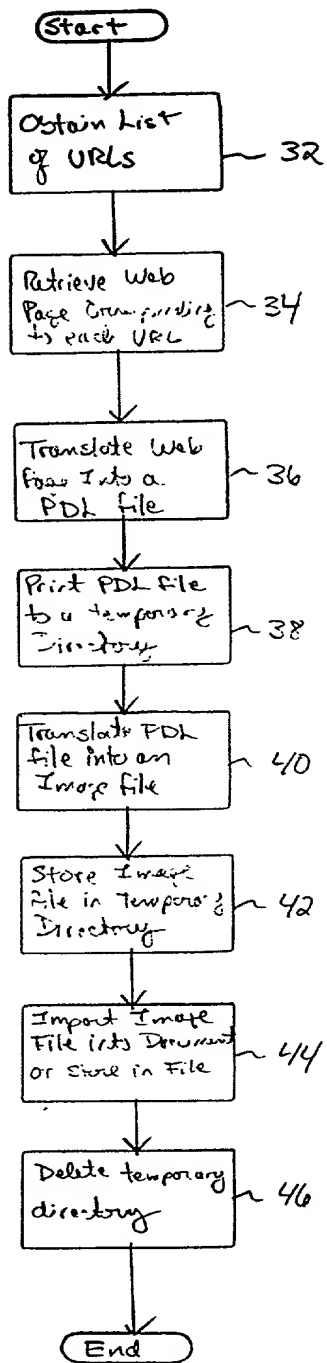 Start
Obtain List
of URLs
32
Retrieve Web
Page Corresponding
to each URL
34
Translate Web
Page Into a
PDL file
36
Print PDL file
to a temporary
Directory
38
Translate PDL
file into an
Image file
40
Store Image
File in Temporary
Directory
42
Import Image
File into Document
or Store in File
44
Delete temporary
directory
46
End